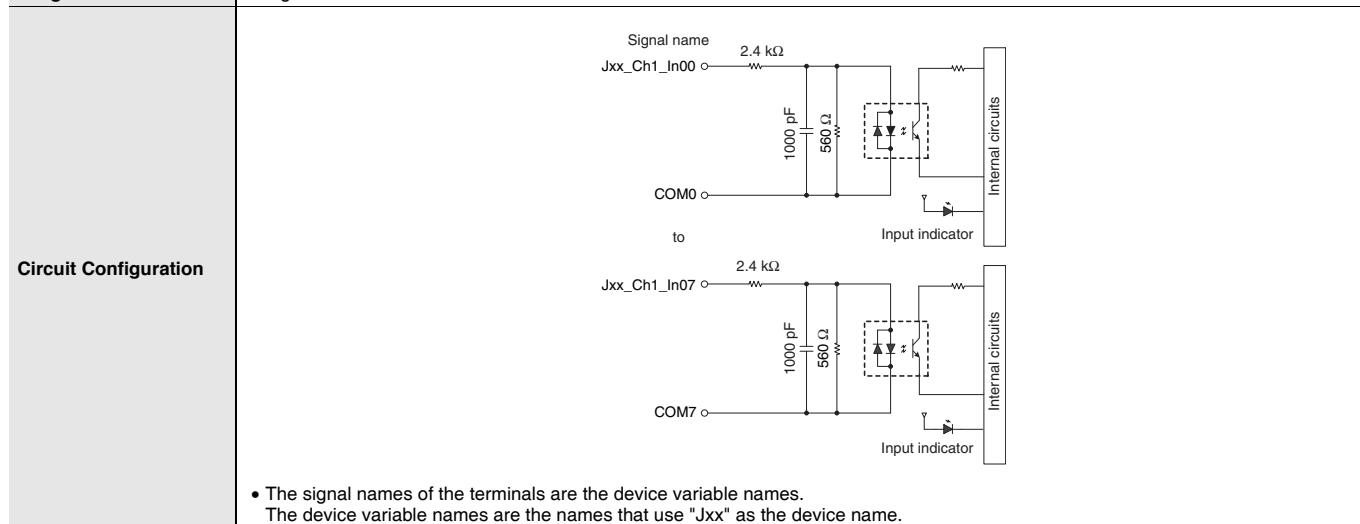 Circuit Configuration
Signal name
2.4 kΩ
Jxx_Ch1_In00
1000 pF
560 Ω
Internal circuits
COM0
Input indicator
to
2.4 kΩ
Jxx_Ch1_In07
1000 pF
560 Ω
Internal circuits
COM7
Input indicator
• The signal names of the terminals are the device variable names.
The device variable names are the names that use "Jxx" as the device name.